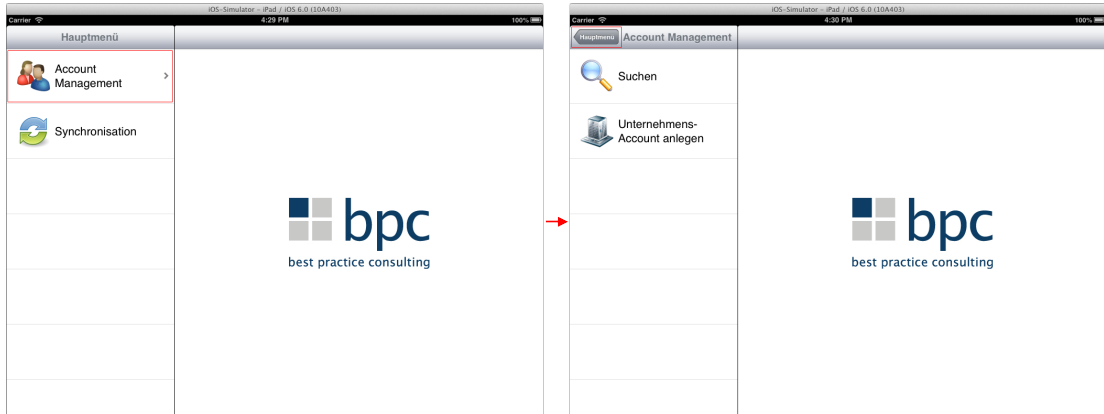 iOS-Simulator – iPad / iOS 6.0 (10A403)
Carrier 4:29 PM 100%
Hauptmenü
Account
Management
Synchronisation
bpc
best practice consulting
iOS-Simulator – iPad / iOS 6.0 (10A403)
Carrier 4:30 PM 100%
Hauptmenü Account Management
Suchen
Unternehmens-
Account anlegen
bpc
best practice consulting